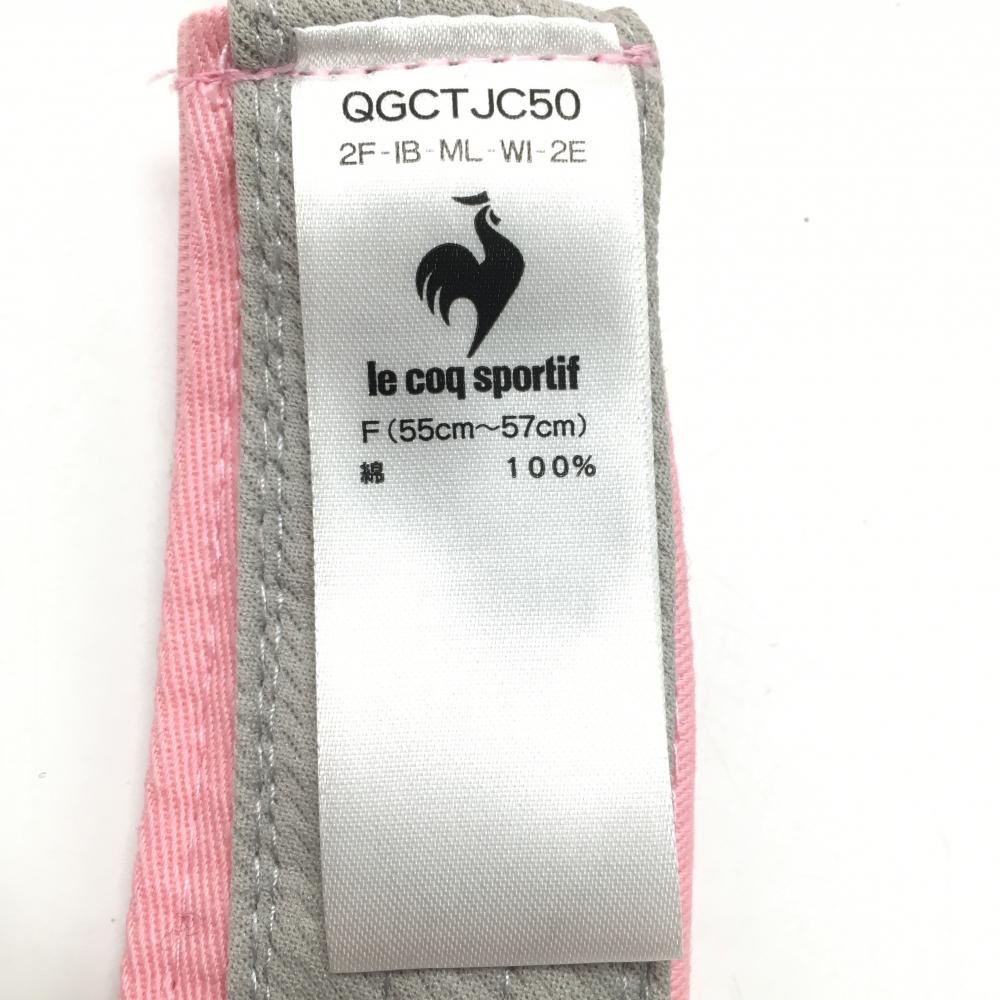 QGCTJC50
2F-IB-ML-WI-2E
le coq sportif
F(55cm～57cm)
綿 100%